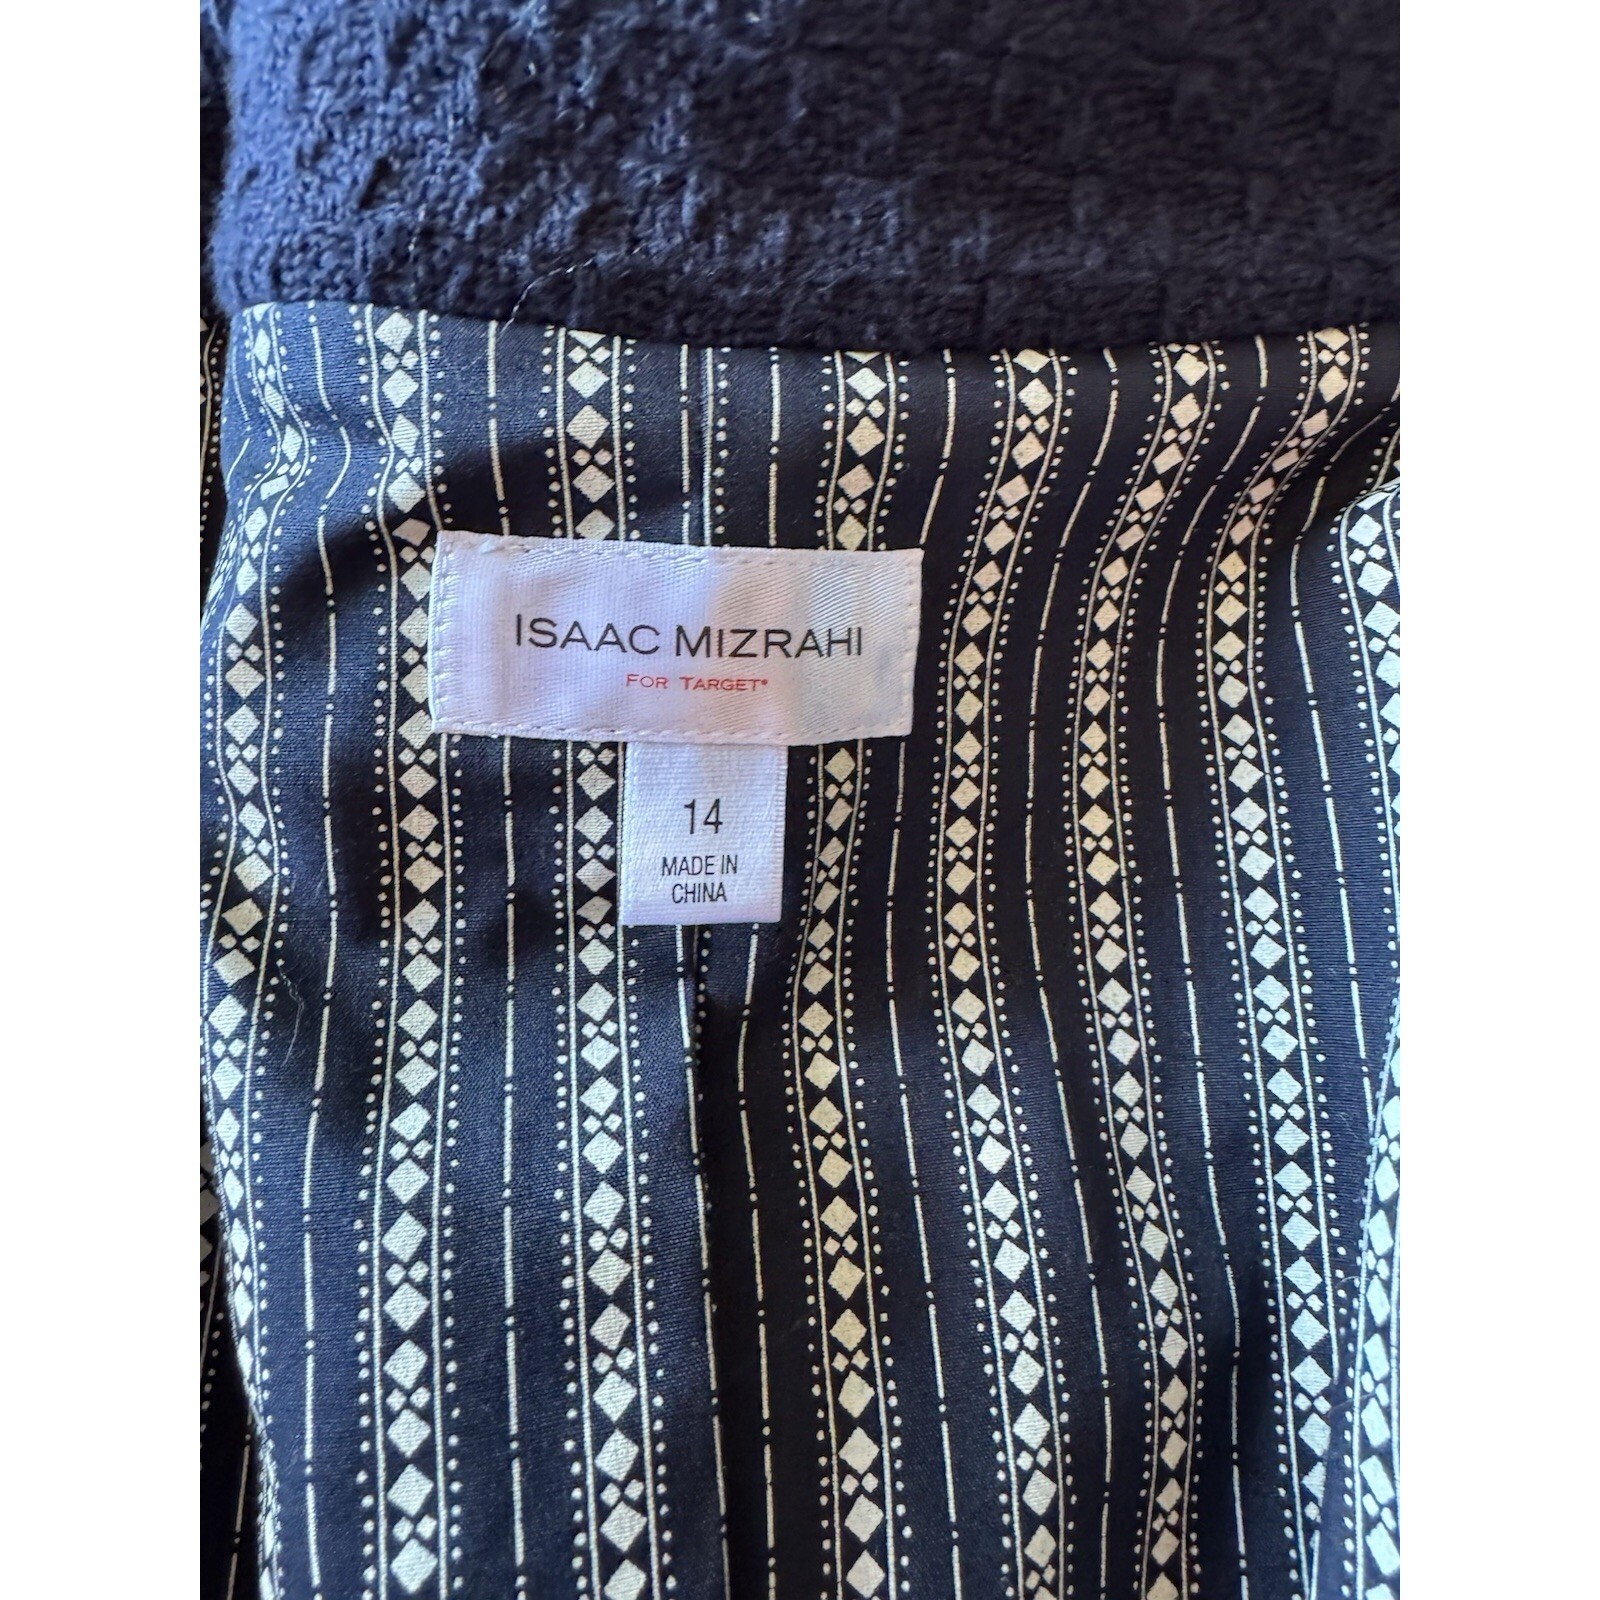 ISAAC MIZRAHI
FOR TARGET®
14
MADE IN
CHINA